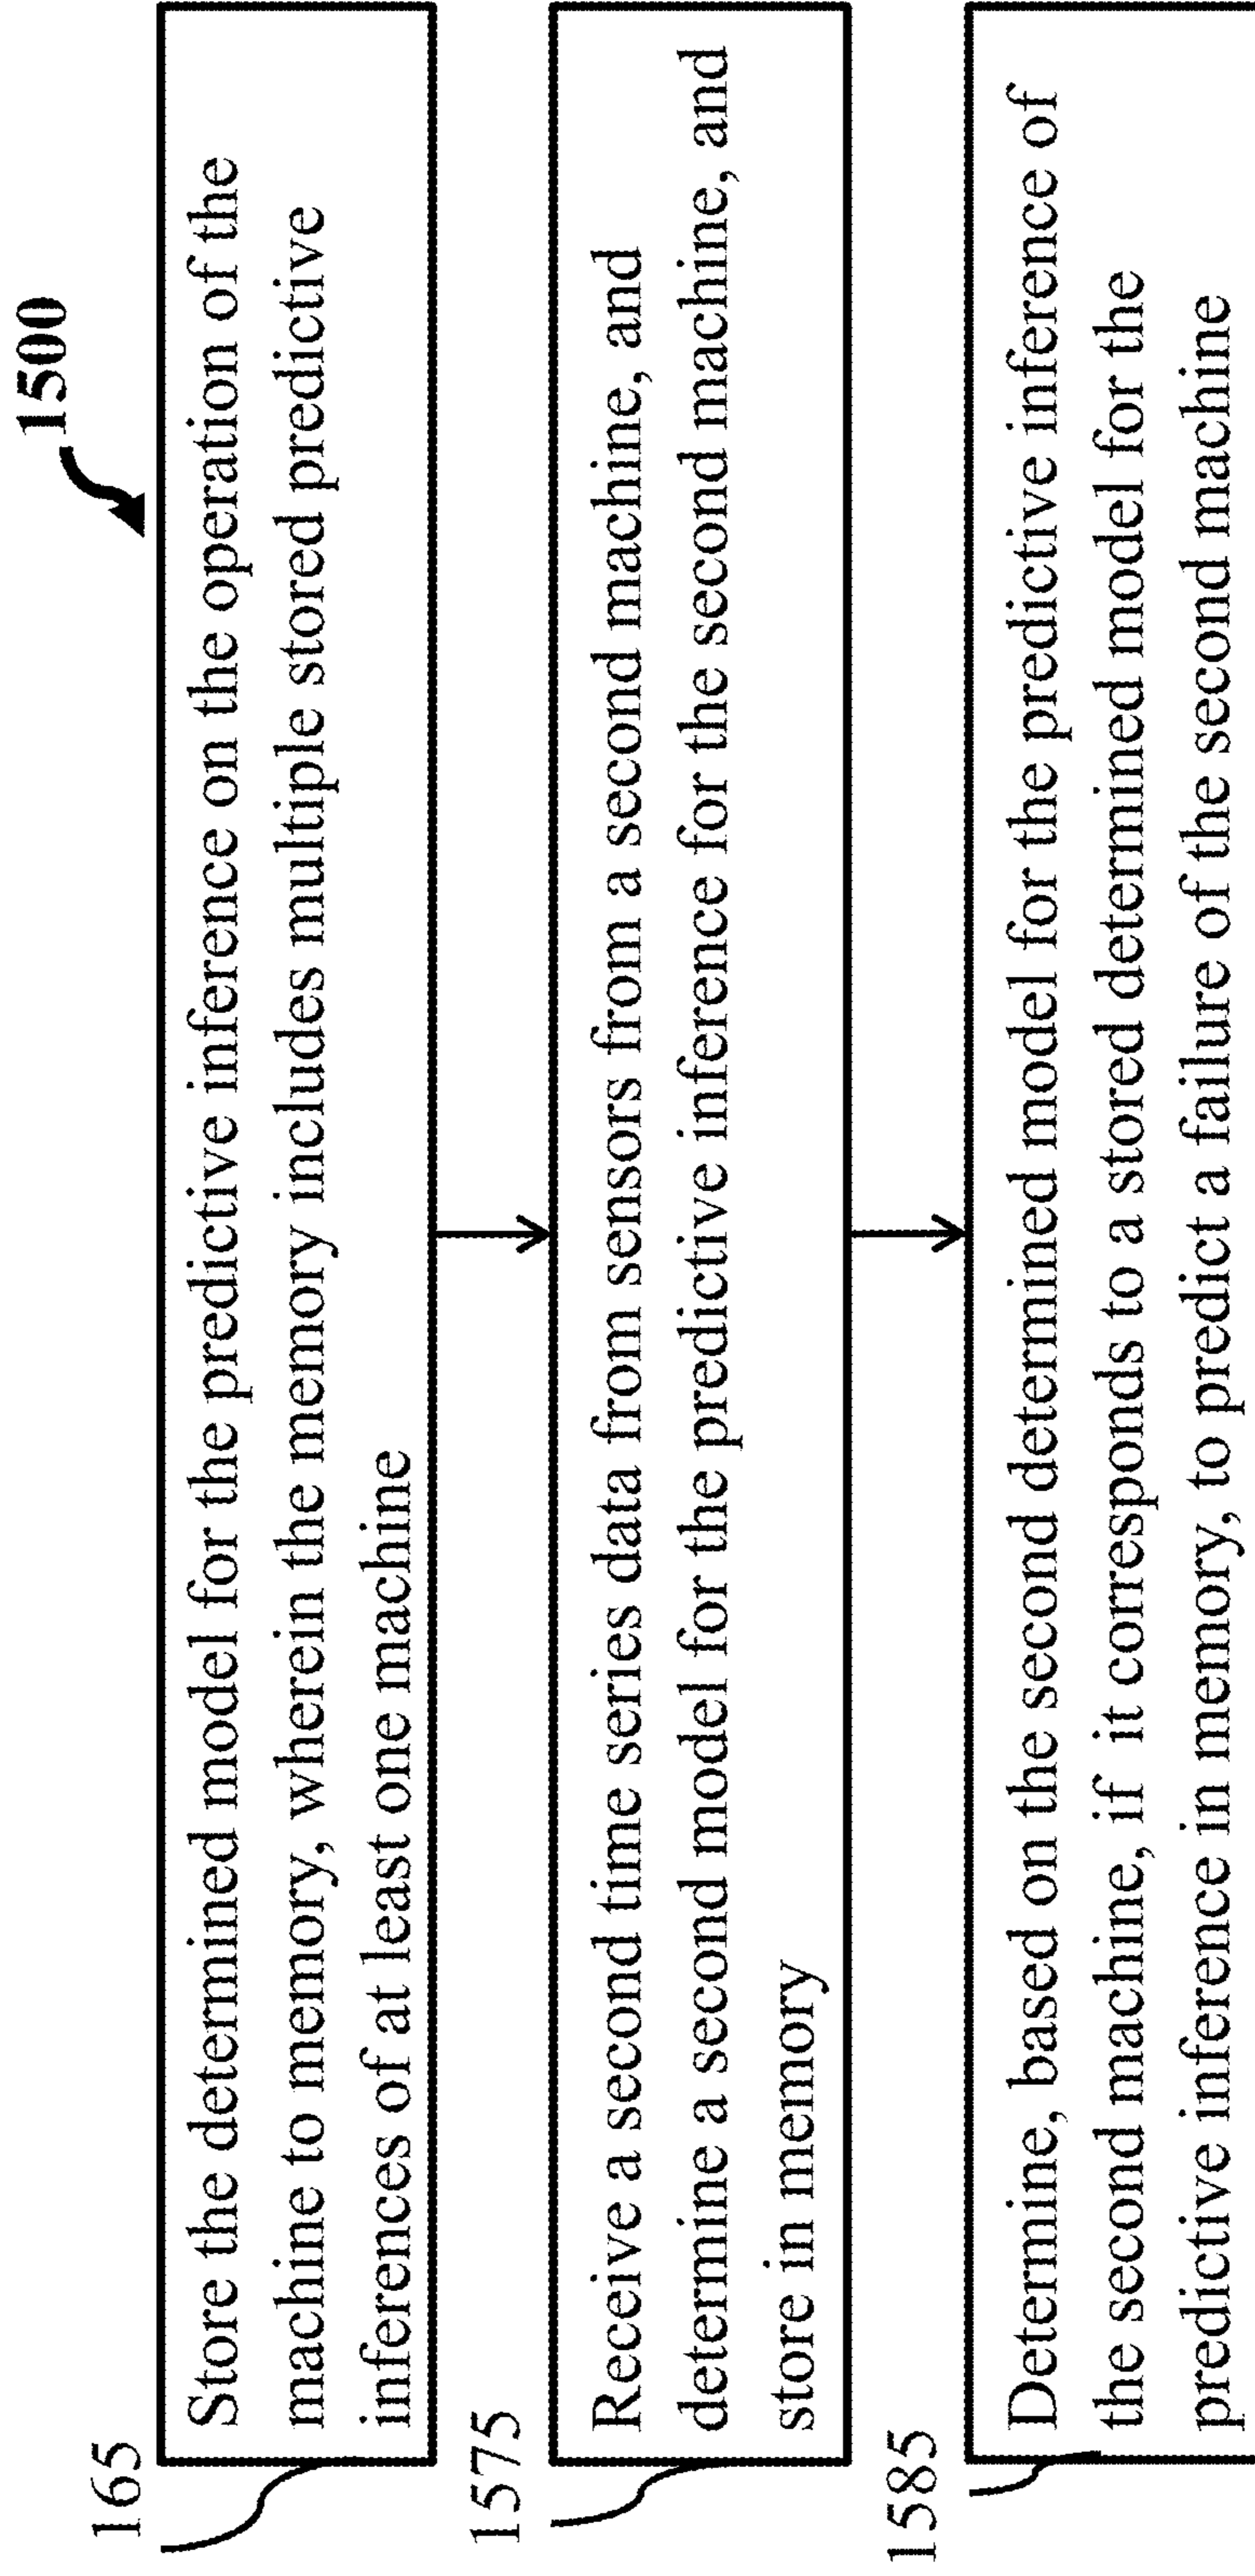 1500
165
Store the determined model for the predictive inference on the operation of the
machine to memory, wherein the memory includes multiple stored predictive
inferences of at least one machine
1575
Receive a second time series data from sensors from a second machine, and
determine a second model for the predictive inference for the second machine, and
store in memory
1585
Determine, based on the second determined model for the predictive inference of
the second machine, if it corresponds to a stored determined model for the
predictive inference in memory, to predict a failure of the second machine